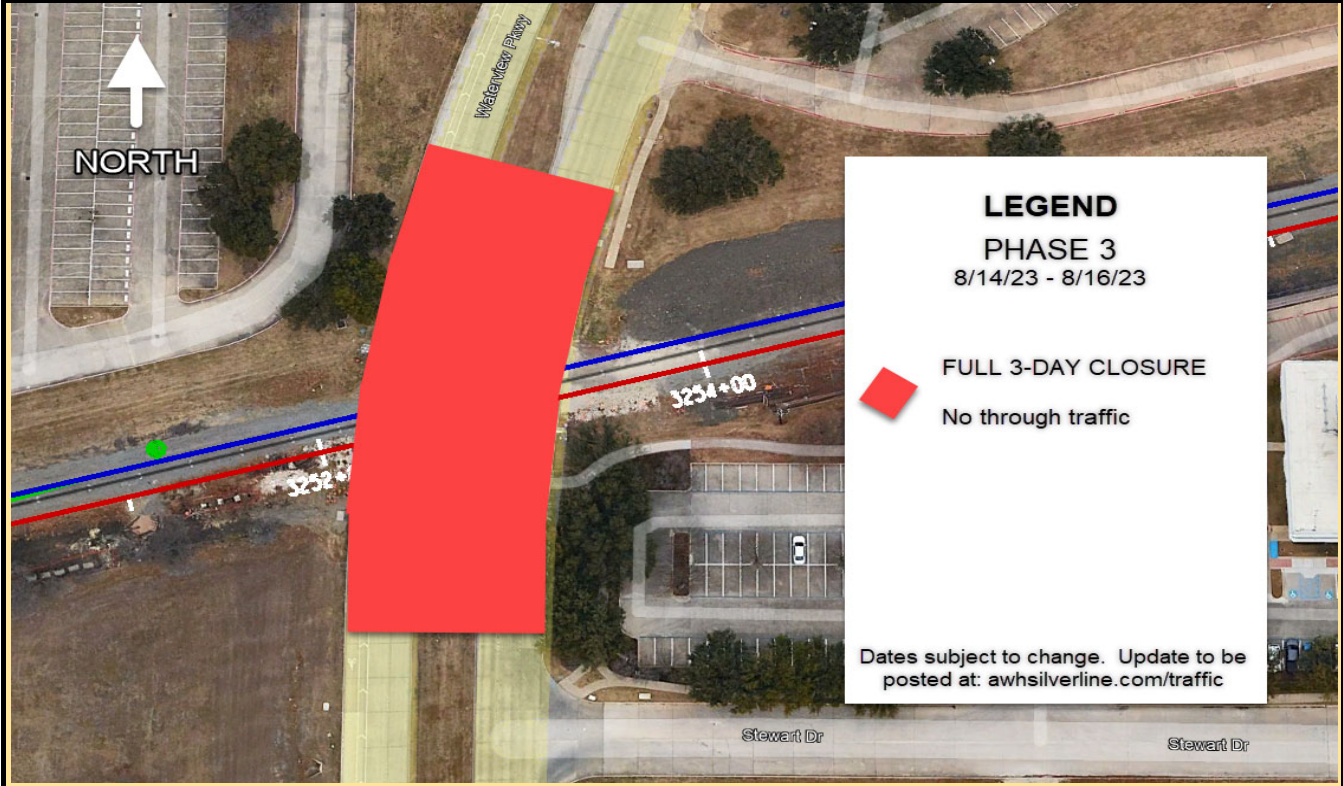 Waterview Pkwy
NORTH
LEGEND
PHASE 3
8/14/23 - 8/16/23
FULL 3-DAY CLOSURE
No through traffic
3254+00
3252+
Dates subject to change. Update to be
posted at: awhsilverline.com/traffic
Stewart Dr
Stewart Dr